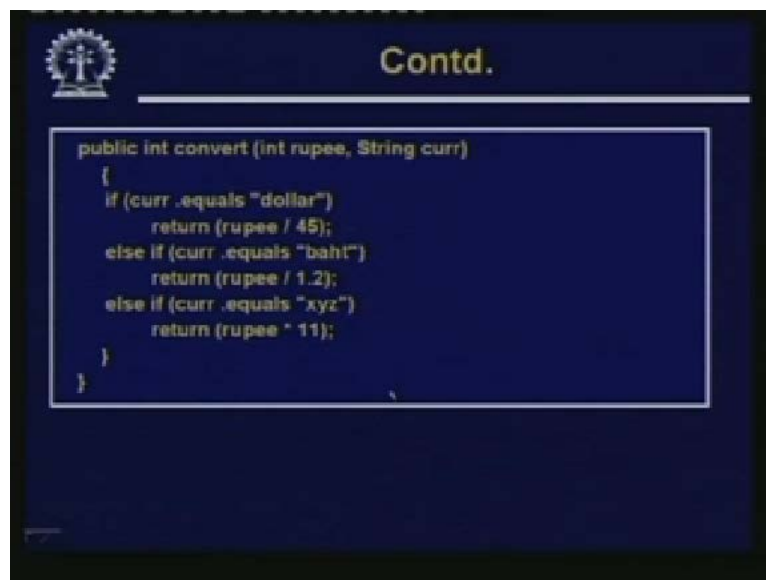 Contd.
public int convert (int rupee, String curr)
{
if (curr .equals "dollar")
return (rupee / 45);
else if (curr .equals "baht")
return (rupee / 1.2);
else if (curr .equals "xyz")
return (rupee * 11);
}
}